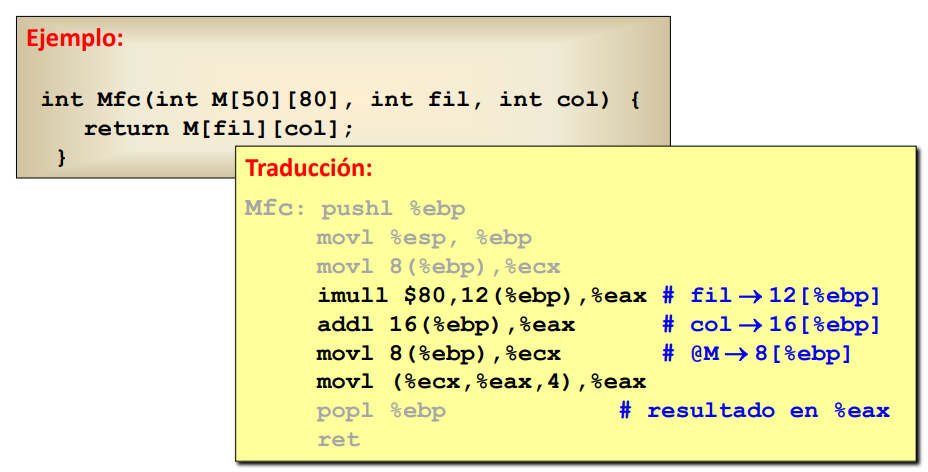 Ejemplo:
int Mfc(int M[50][80], int fil, int col) {
return M[fil][col];
}
Traducción:
Mfc: pushl %ebp
movl %esp, %ebp
movl 8(%ebp),%ecx
imull $80,12(%ebp),%eax # fil→12[%ebp]
addl 16(%ebp),%eax # col→16[%ebp]
movl 8(%ebp),%ecx # @M→8[%ebp]
movl (%ecx,%eax,4),%eax
popl %ebp # resultado en %eax
ret